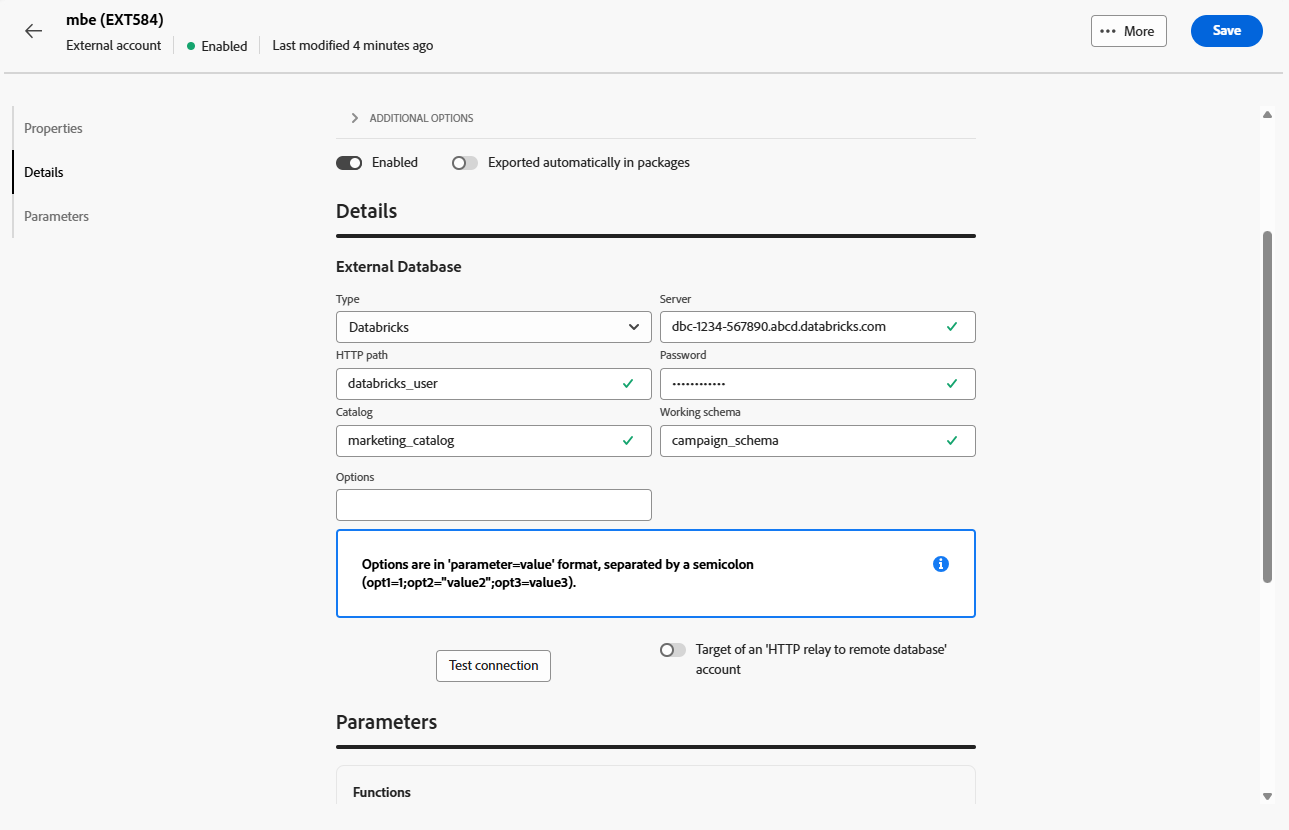 mbe (EXT584)
External account
Enabled
Last modified 4 minutes ago
More
Save
Properties
Details
Parameters
ADDITIONAL OPTIONS
Enabled
Exported automatically in packages
Details
External Database
Type
Server
Databricks
dbc-1234-567890.abcd.databricks.com
HTTP path
Password
databricks_user
••••••••••••
Catalog
Working schema
marketing_catalog
campaign_schema
Options
Options are in 'parameter=value' format, separated by a semicolon
(opt1=1;opt2="value2";opt3=value3).
Test connection
Target of an 'HTTP relay to remote database'
account
Parameters
Functions